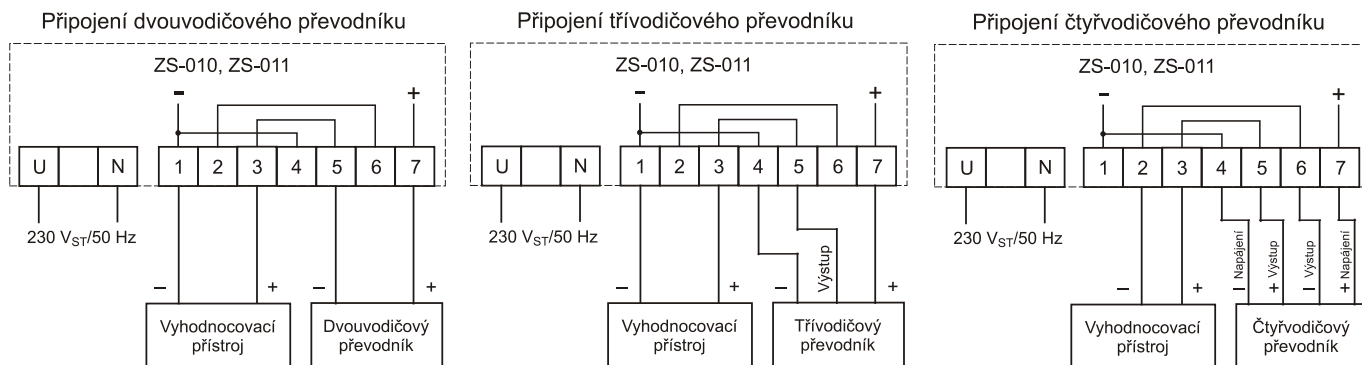 Připojení dvouvodičového převodníku
ZS-010, ZS-011
- +
U N 1 2 3 4 5 6 7
230 VST/50 Hz
– + – +
Vyhodnocovací
přístroj
Dvouvodičový
převodník
Připojení třívodičového převodníku
ZS-010, ZS-011
- +
U N 1 2 3 4 5 6 7
230 VST/50 Hz
Výstup
– + – +
Vyhodnocovací
přístroj
Třívodičový
převodník
Připojení čtyřvodičového převodníku
ZS-010, ZS-011
- +
U N 1 2 3 4 5 6 7
230 VST/50 Hz
– Napájení
+ Výstup
– Výstup
+ Napájení
– +
Vyhodnocovací
přístroj
Čtyřvodičový
převodník